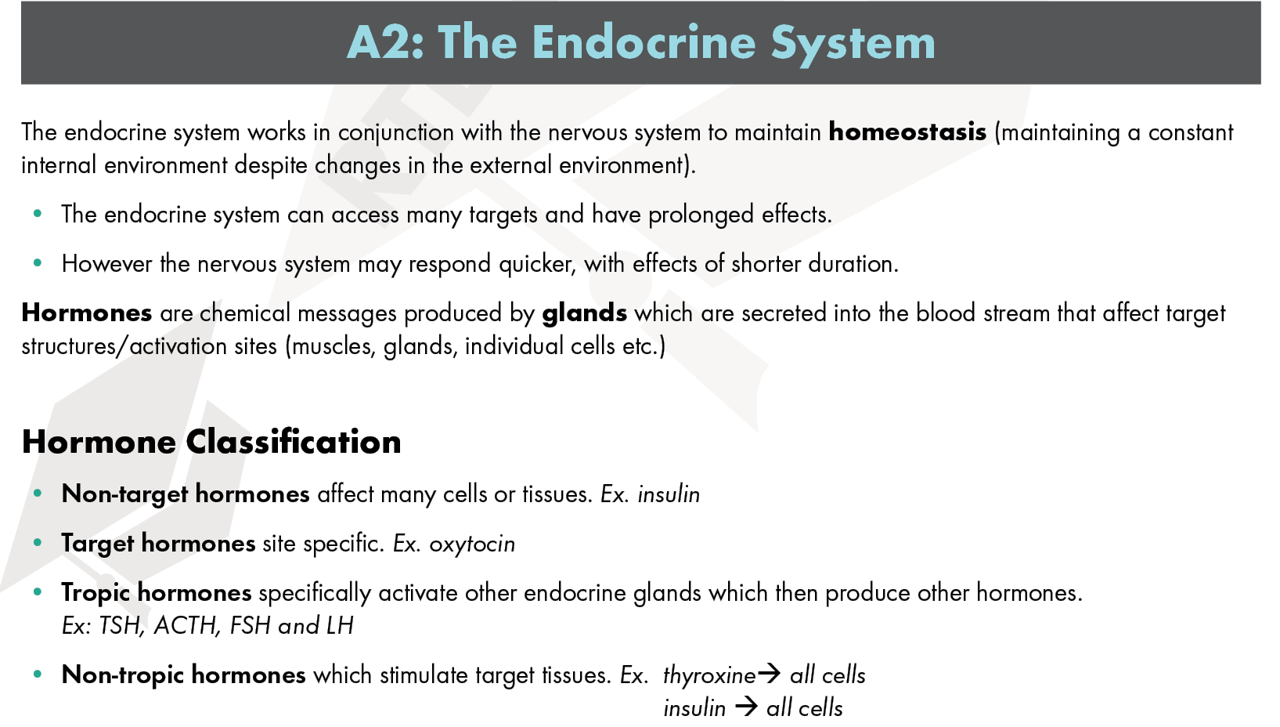 A2: The Endocrine System
The endocrine system works in conjunction with the nervous system to maintain homeostasis (maintaining a constant
internal environment despite changes in the external environment).
• The endocrine system can access many targets and have prolonged effects.
• However the nervous system may respond quicker, with effects of shorter duration.
Hormones are chemical messages produced by glands which are secreted into the blood stream that affect target
structures/activation sites (muscles, glands, individual cells etc.)
Hormone Classification
• Non-target hormones affect many cells or tissues. Ex. insulin
• Target hormones site specific. Ex. oxytocin
• Tropic hormones specifically activate other endocrine glands which then produce other hormones.
Ex: TSH, ACTH, FSH and LH
• Non-tropic hormones which stimulate target tissues. Ex. thyroxine→ all cells
insulin → all cells